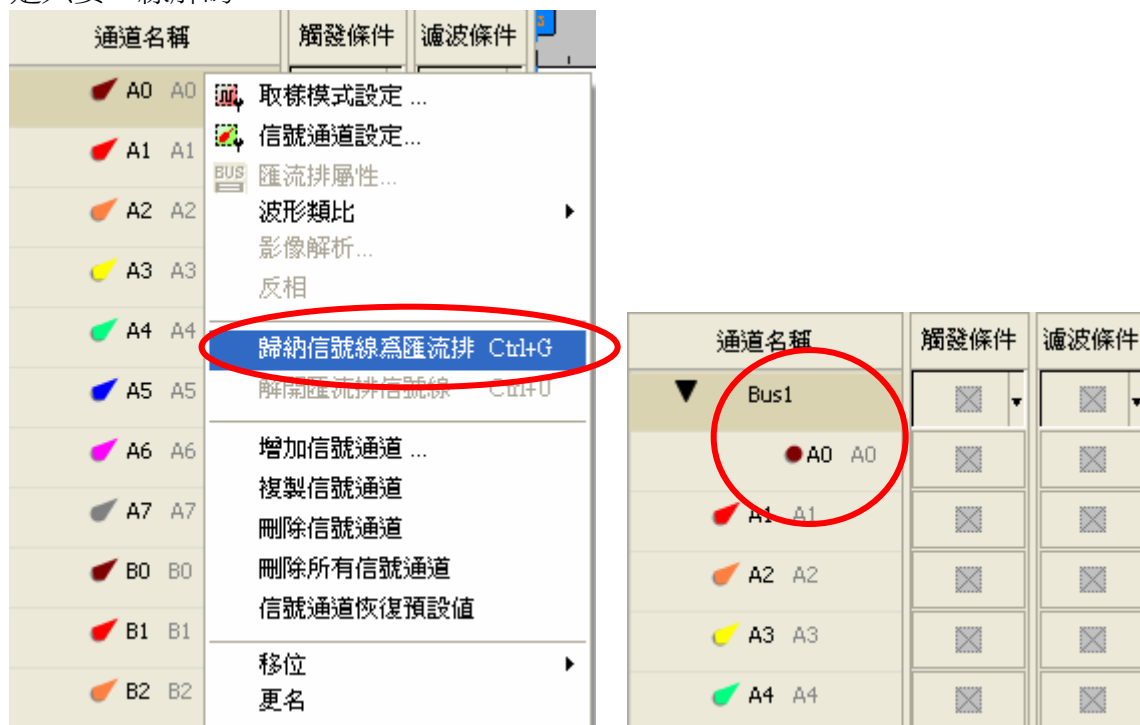 通道名稱 觸發條件 濾波條件
A0 A0
A1 A1
A2 A2
A3 A3
A4 A4
A5 A5
A6 A6
A7 A7
B0 B0
B1 B1
B2 B2
取樣模式設定 ...
信號通道設定...
BUS 匯流排屬性...
波形類比
影像解析...
反相
歸納信號線爲匯流排 Ctrl+G
解開匯流排信號線 Ctrl+U
增加信號通道 ...
複製信號通道
刪除信號通道
刪除所有信號通道
信號通道恢復預設值
移位
更名
通道名稱 觸發條件 濾波條件
Bus1
A0 A0
A1 A1
A2 A2
A3 A3
A4 A4